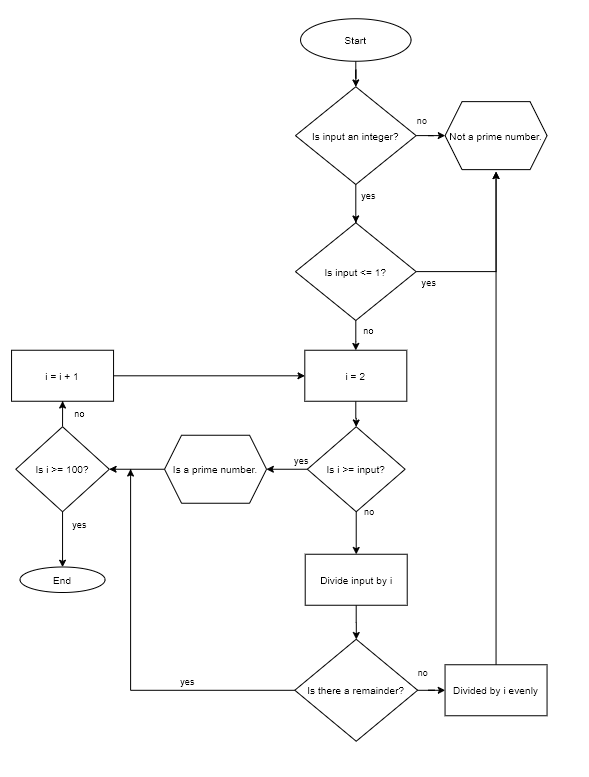 Start
Is input an integer?
no
Not a prime number.
yes
Is input <= 1?
yes
no
i = i + 1
i = 2
no
Is i >= 100?
Is a prime number.
yes
Is i >= input?
yes
no
End
Divide input by i
yes
Is there a remainder?
no
Divided by i evenly